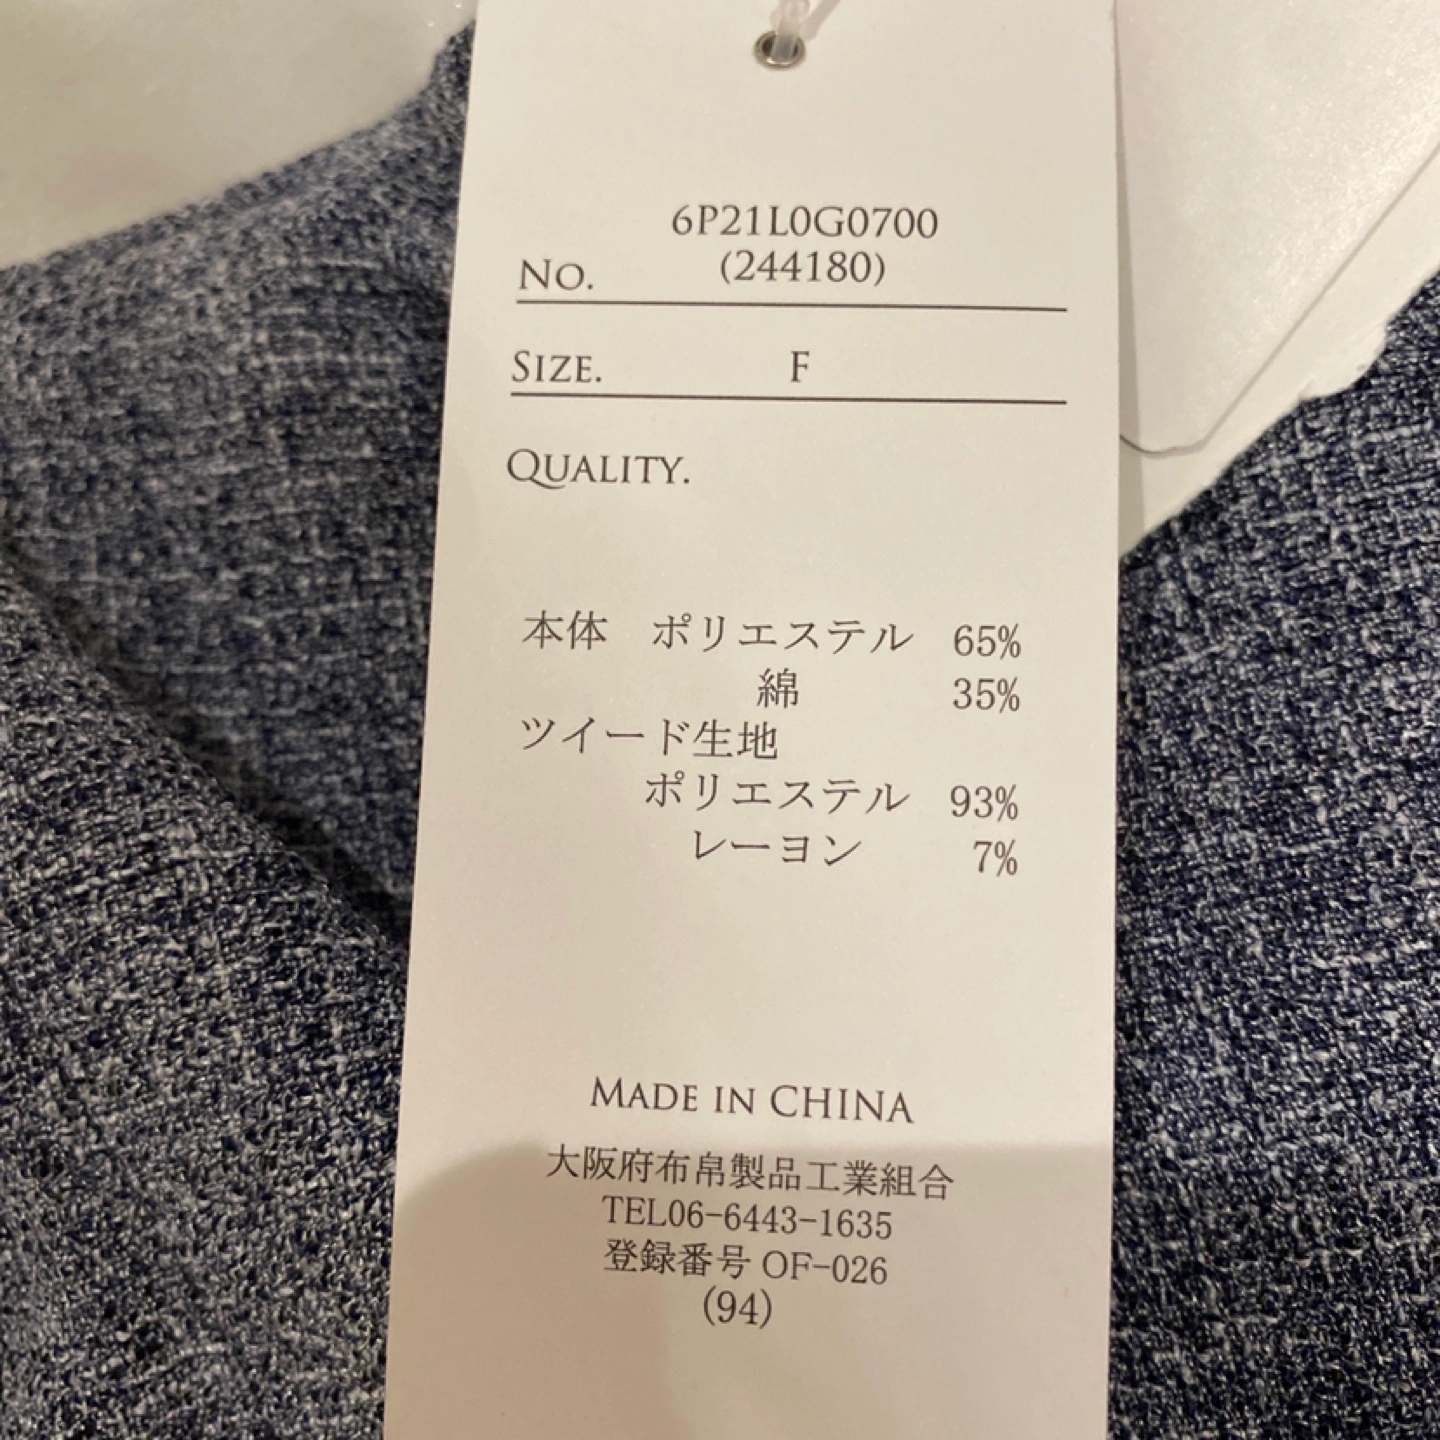 6P21L0G0700
No. (244180)
SIZE. F
QUALITY.
本体 ポリエステル 65%
綿 35%
ツイード生地
ポリエステル 93%
レーヨン 7%
MADE IN CHINA
大阪府布帛製品工業組合
TEL06-6443-1635
登録番号 OF-026
(94)